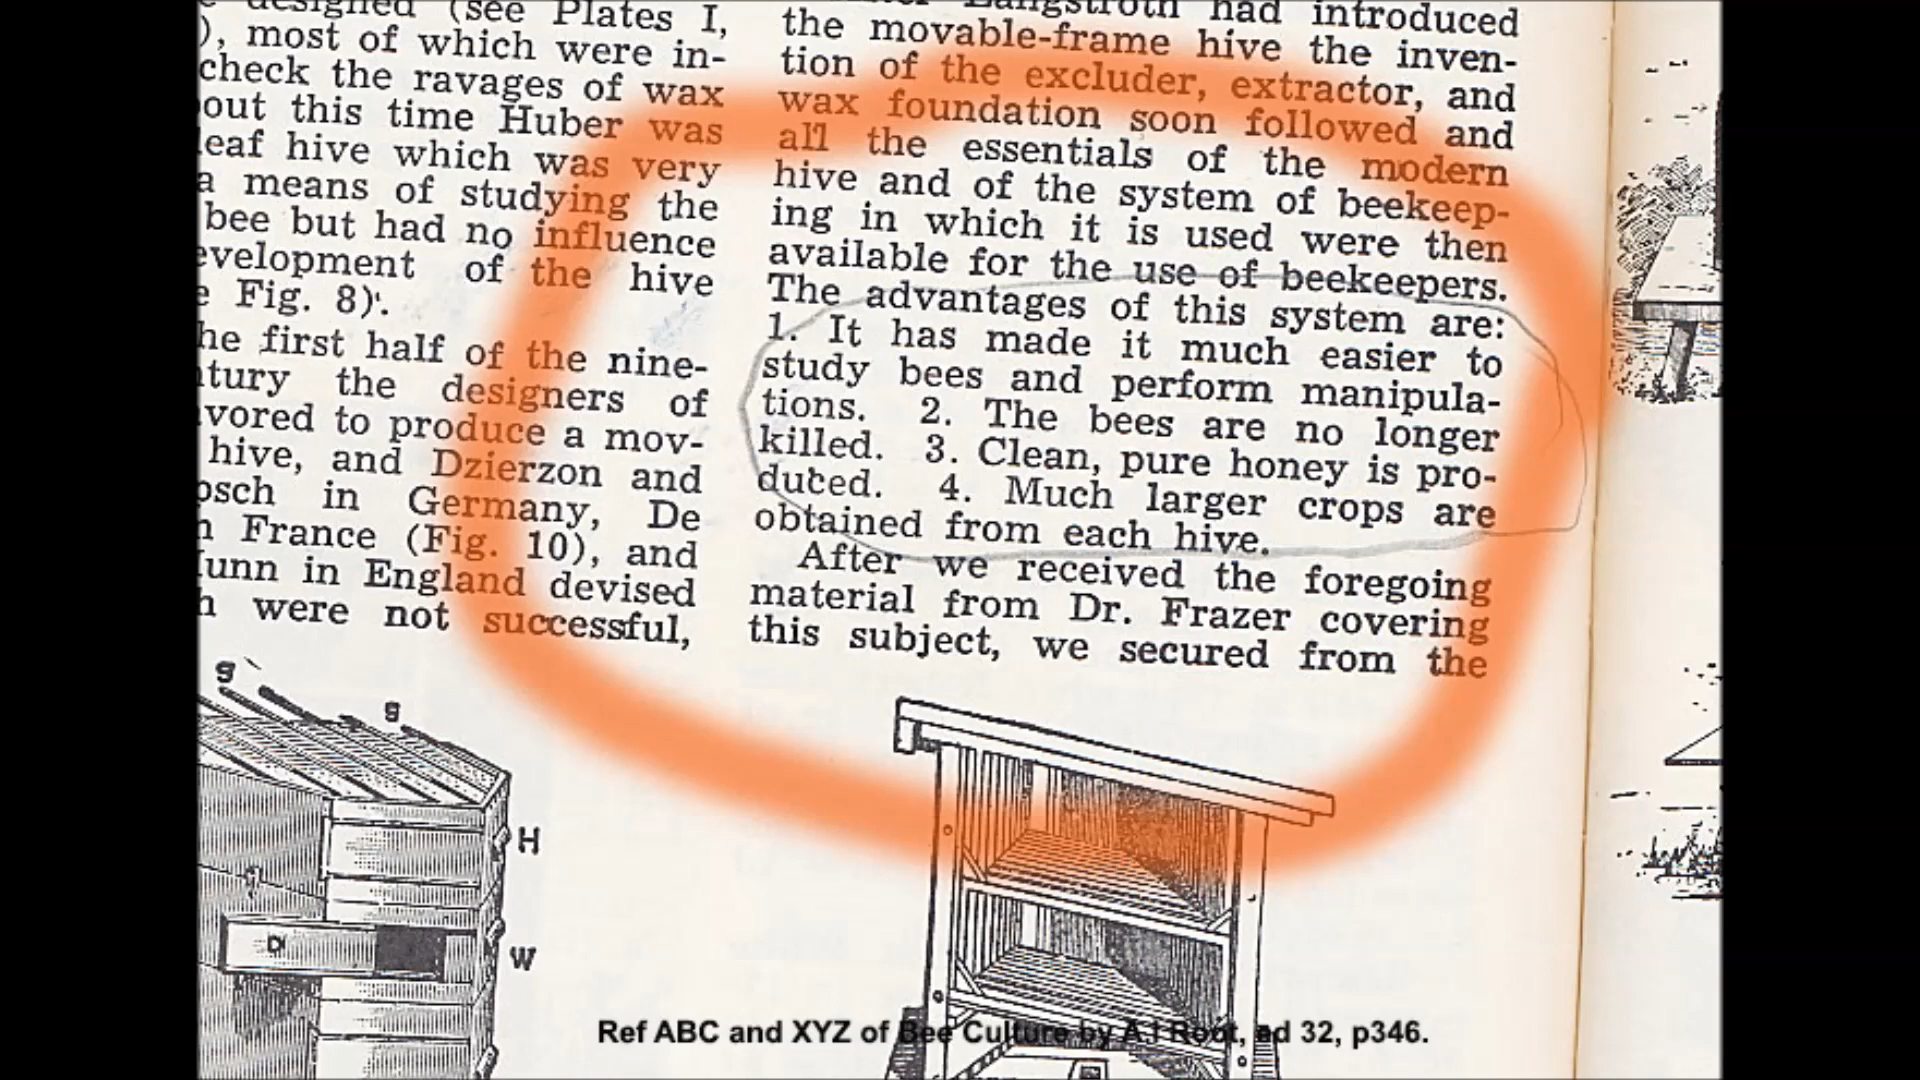 designed (see Plates I,
), most of which were in-
check the ravages of wax
out this time Huber was
leaf hive which was very
a means of studying the
bee but had no influence
evelopment of the hive
e Fig. 8).
he first half of the nine-
tury the designers of
vored to produce a mov-
hive, and Dzierzon and
osch in Germany, De
n France (Fig. 10), and
unn in England devised
h were not successful,
Langstroth had introduced
the movable-frame hive the inven-
tion of the excluder, extractor, and
wax foundation soon followed and
all the essentials of the modern
hive and of the system of beekeep-
ing in which it is used were then
available for the use of beekeepers.
The advantages of this system are:
1. It has made it much easier to
study bees and perform manipula-
tions. 2. The bees are no longer
killed. 3. Clean, pure honey is pro-
duced. 4. Much larger crops are
obtained from each hive.
After we received the foregoing
material from Dr. Frazer covering
this subject, we secured from the
g
g
H
D
W
Ref ABC and XYZ of Bee Culture by A.I Root, ed 32, p346.